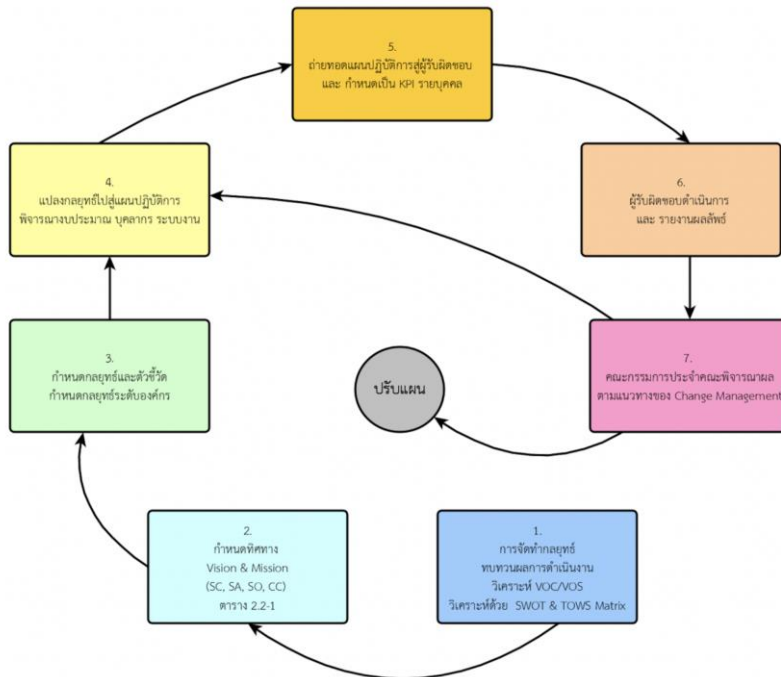 5.
ถ่ายทอดแผนปฏิบัติการสู่ผู้รับผิดชอบ
และ กำหนดเป็น KPI รายบุคคล
4.
แปลงกลยุทธ์ไปสู่แผนปฏิบัติการ
พิจารณางบประมาณ บุคลากร ระบบงาน
6.
ผู้รับผิดชอบดำเนินการ
และ รายงานผลลัพธ์
3.
กำหนดกลยุทธ์และตัวชี้วัด
กำหนดกลยุทธ์ระดับองค์กร
ปรับแผน
7.
คณะกรรมการประจำคณะพิจารณาผล
ตามแนวทางของ Change Management
2.
กำหนดทิศทาง
Vision & Mission
(SC, SA, SO, CC)
ตาราง 2.2-1
1.
การจัดทำกลยุทธ์
ทบทวนผลการดำเนินงาน
วิเคราะห์ VOC/VOS
วิเคราะห์ด้วย SWOT & TOWS Matrix